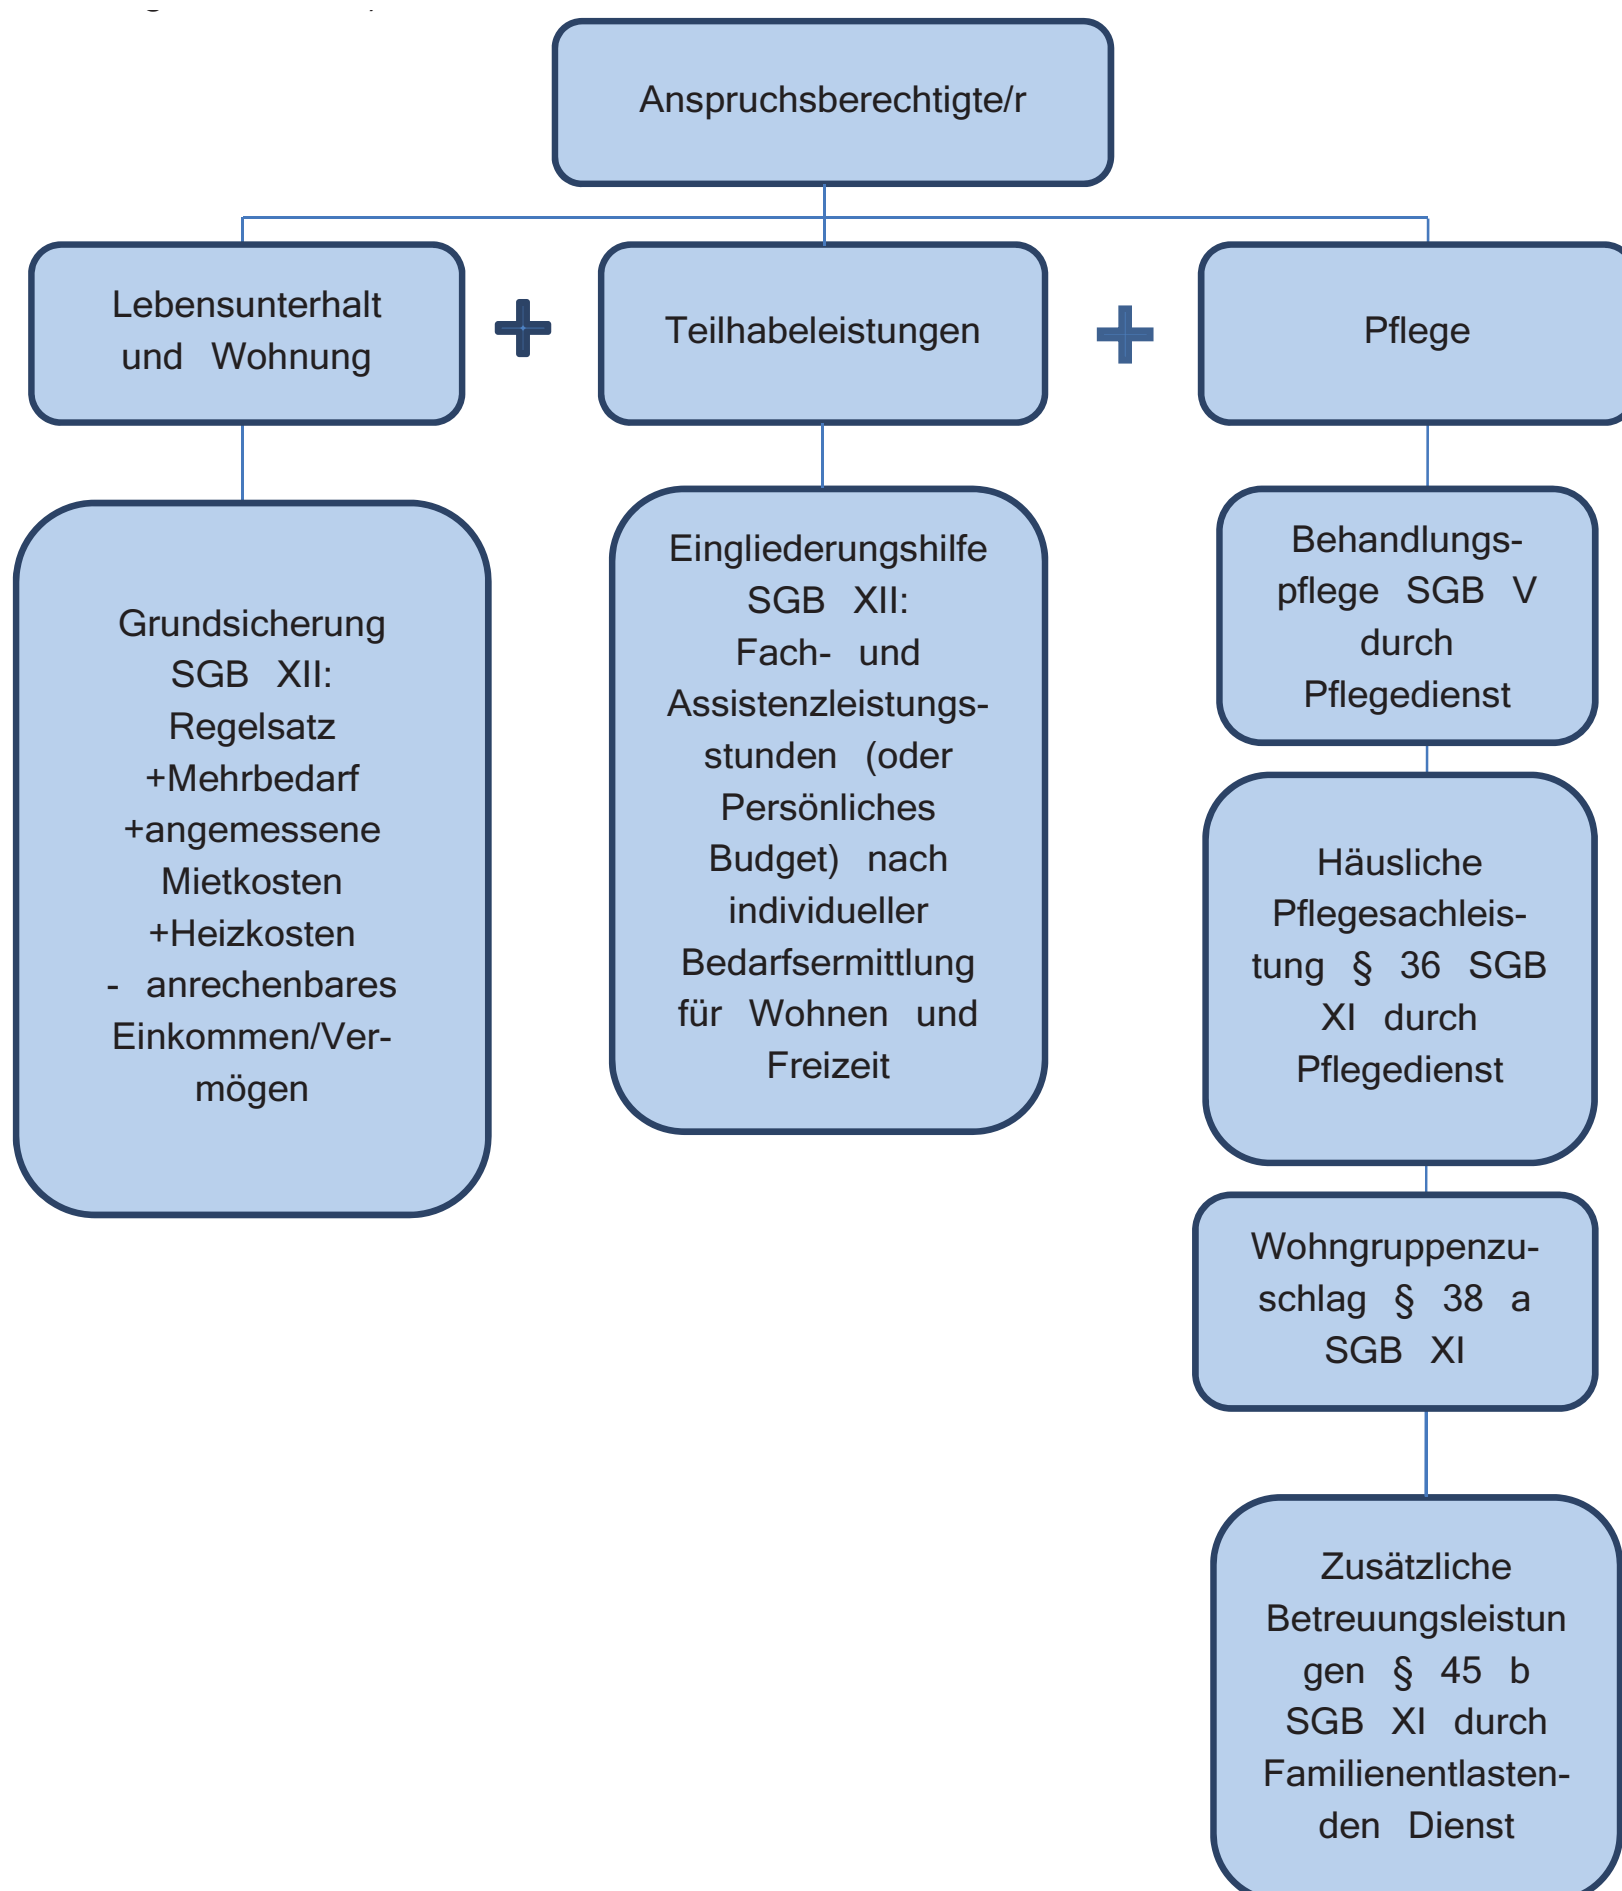 Anspruchsberechtigte/r
Lebensunterhalt
und Wohnung
Teilhabeleistungen
Pflege
Grundsicherung
SGB XII:
Regelsatz
+Mehrbedarf
+angemessene
Mietkosten
+Heizkosten
- anrechenbares
Einkommen/Ver-
mögen
Eingliederungshilfe
SGB XII:
Fach- und
Assistenzleistungs-
stunden (oder
Persönliches
Budget) nach
individueller
Bedarfsermittlung
für Wohnen und
Freizeit
Behandlungs-
pflege SGB V
durch
Pflegedienst
Häusliche
Pflegesachleis-
tung § 36 SGB
XI durch
Pflegedienst
Wohngruppenzu-
schlag § 38 a
SGB XI
Zusätzliche
Betreuungsleistun
gen § 45 b
SGB XI durch
Familienentlasten-
den Dienst